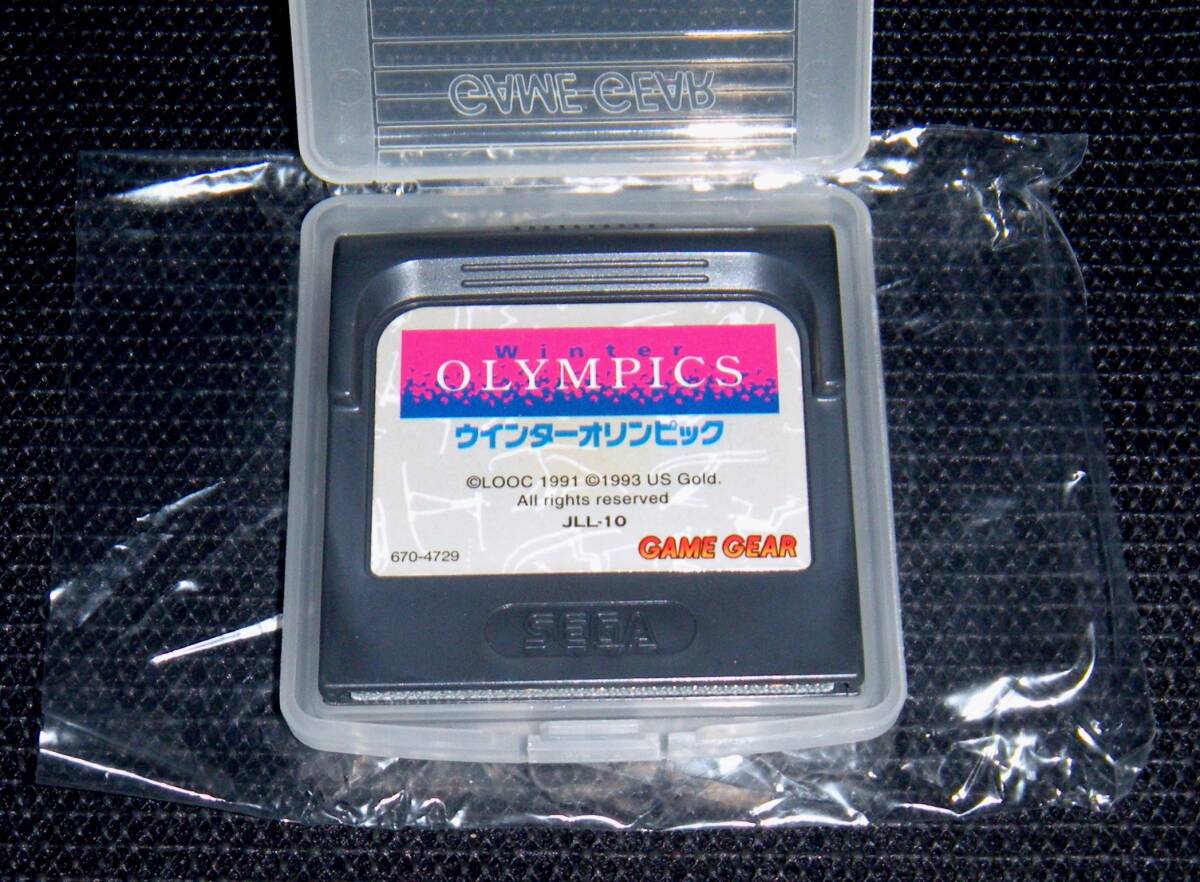 GAME GEAR
Winter
OLYMPICS
ウインターオリンピック
©LOOC 1991 ©1993 US Gold.
All rights reserved
JLL-10
670-4729 GAME GEAR
SEGA